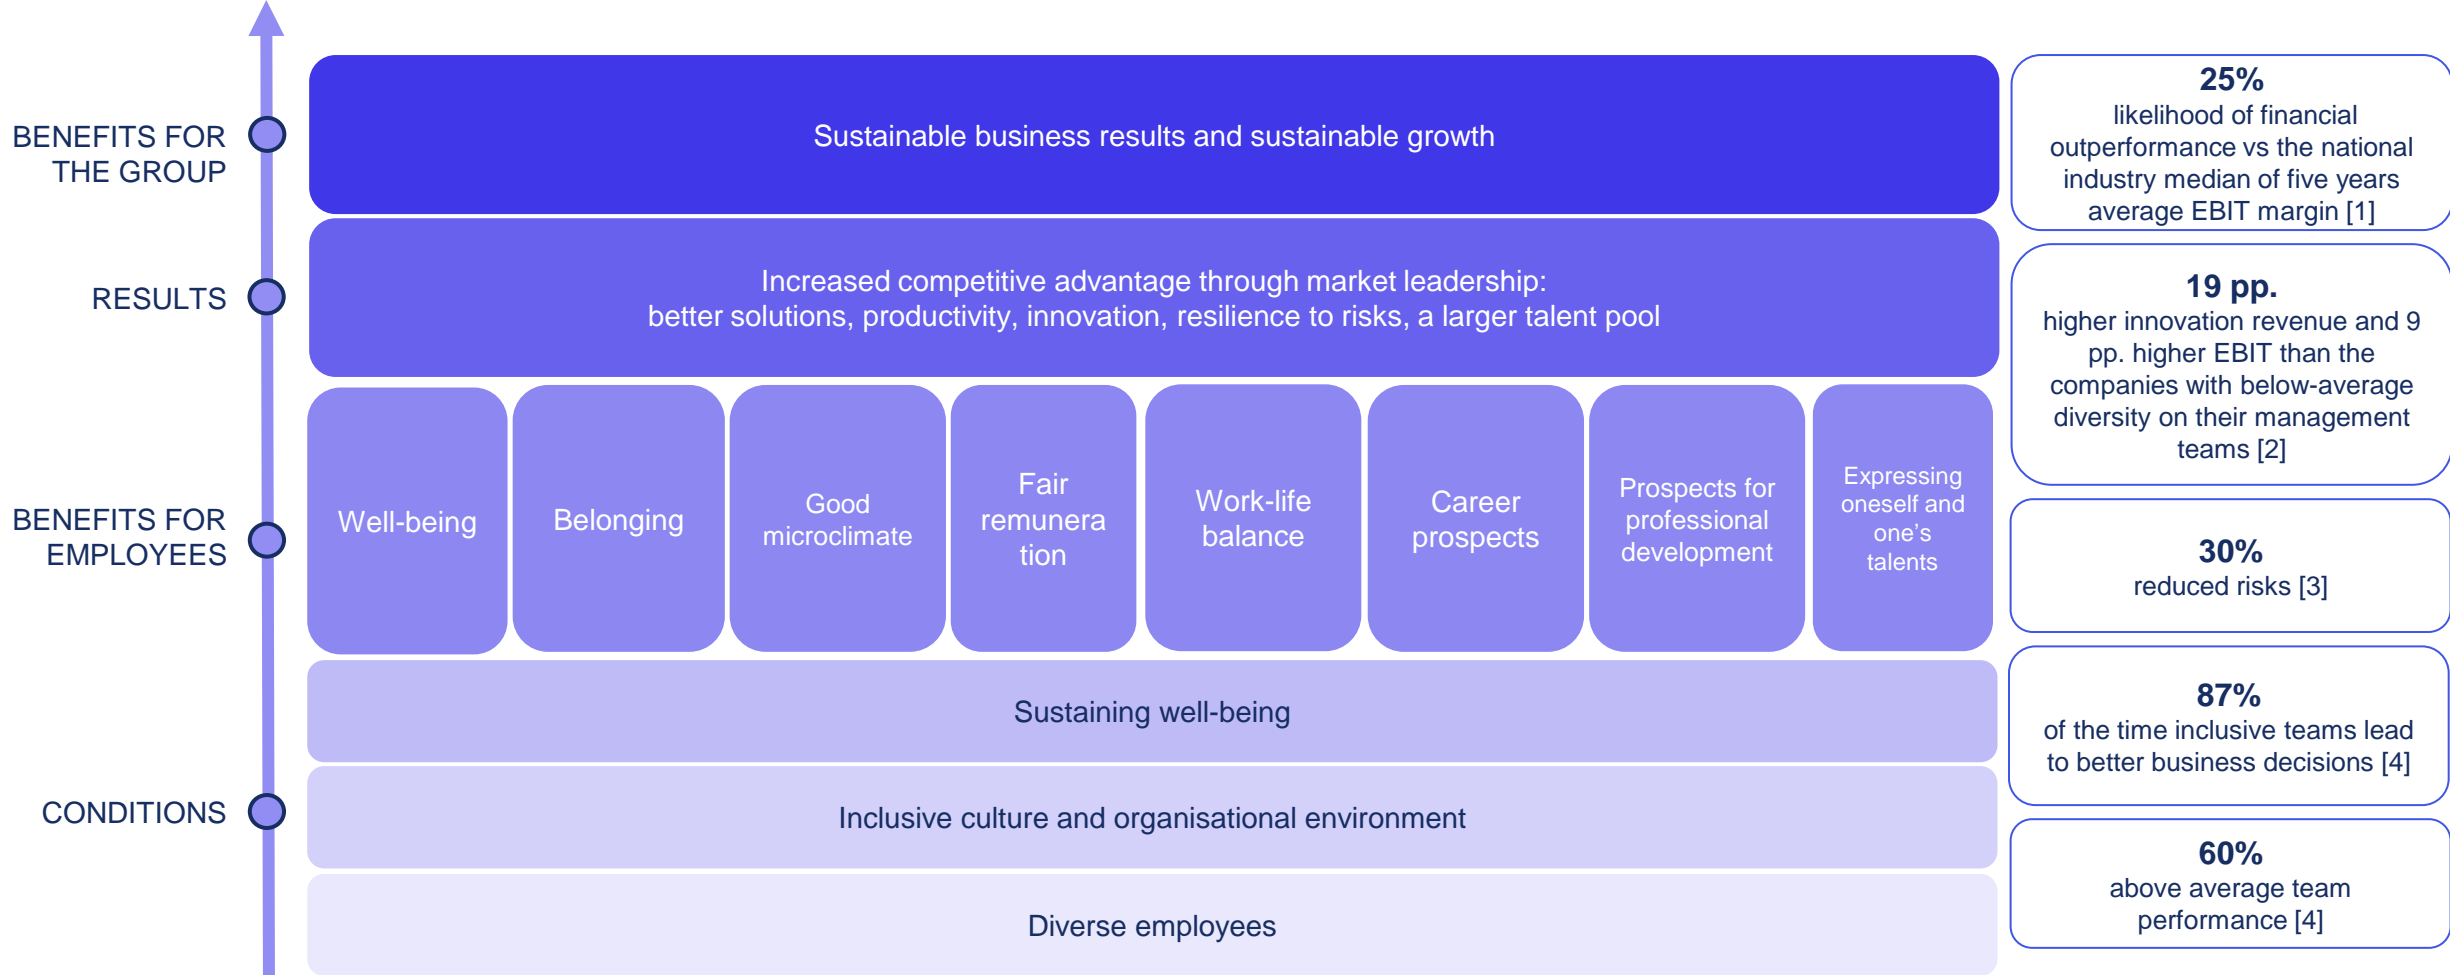 BENEFITS FOR
THE GROUP
Sustainable business results and sustainable growth
25%
likelihood of financial
outperformance vs the national
industry median of five years
average EBIT margin [1]
RESULTS
Increased competitive advantage through market leadership:
better solutions, productivity, innovation, resilience to risks, a larger talent pool
19 pp.
higher innovation revenue and 9
pp. higher EBIT than the
companies with below-average
diversity on their management
teams [2]
BENEFITS FOR
EMPLOYEES
Well-being
Belonging
Good
microclimate
Fair
remunera
tion
Work-life
balance
Career
prospects
Prospects for
professional
development
Expressing
oneself and
one’s
talents
30%
reduced risks [3]
Sustaining well-being
87%
of the time inclusive teams lead
to better business decisions [4]
CONDITIONS
Inclusive culture and organisational environment
60%
above average team
performance [4]
Diverse employees